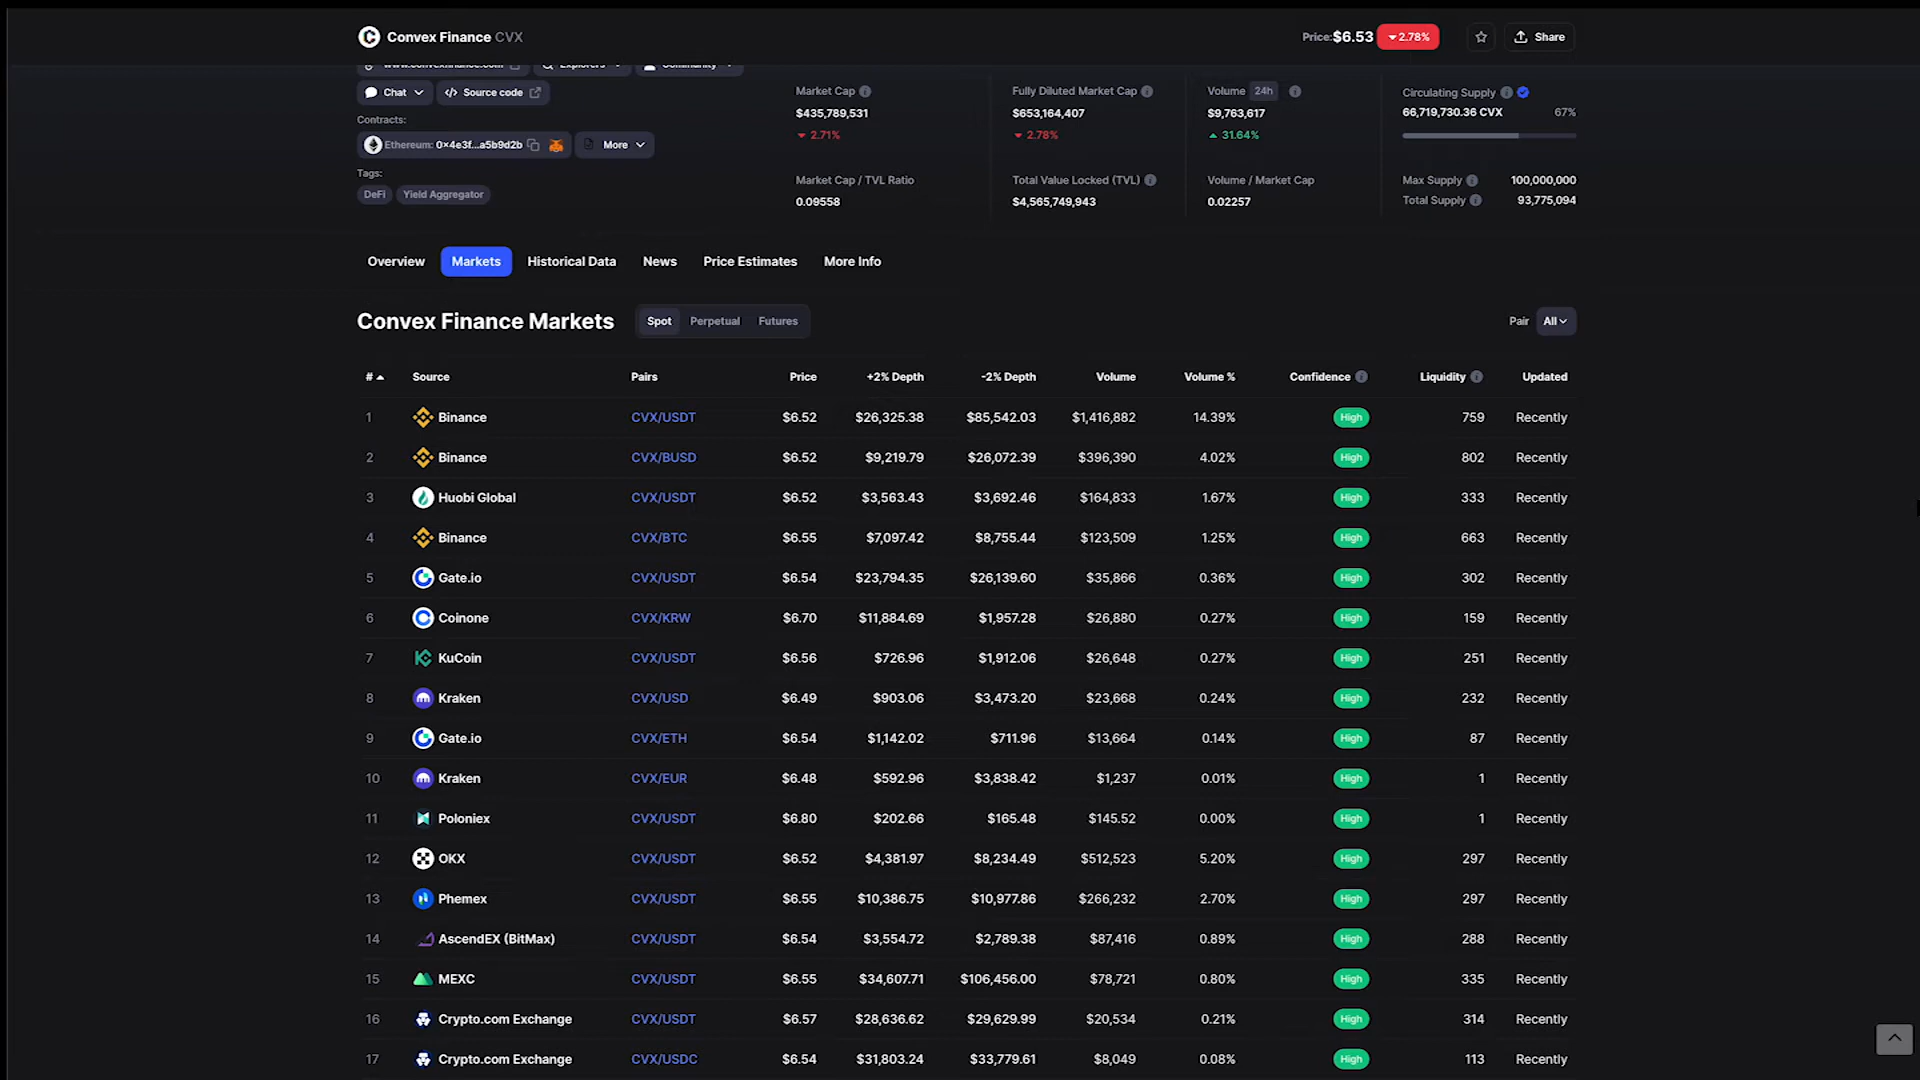 Convex Finance CVX Price:$6.53 2.78% Share
www.convexfinance.com Explorers Community
Chat Source code
Contracts:
Ethereum: 0x4e3f...a5b9d2b More
Tags:
DeFi Yield Aggregator
Market Cap
$435,789,531
2.71%
Market Cap / TVL Ratio
0.09558
Fully Diluted Market Cap
$653,164,407
2.78%
Total Value Locked (TVL)
$4,565,749,943
Volume 24h
$9,763,617
31.64%
Volume / Market Cap
0.02257
Circulating Supply
66,719,730.36 CVX 67%
Max Supply 100,000,000
Total Supply 93,775,094
Overview Markets Historical Data News Price Estimates More Info
Convex Finance Markets Spot Perpetual Futures Pair All
# Source Pairs Price +2% Depth -2% Depth Volume Volume % Confidence Liquidity Updated
1 Binance CVX/USDT $6.52 $26,325.38 $85,542.03 $1,416,882 14.39% High 759 Recently
2 Binance CVX/BUSD $6.52 $9,219.79 $26,072.39 $396,390 4.02% High 802 Recently
3 Huobi Global CVX/USDT $6.52 $3,563.43 $3,692.46 $164,833 1.67% High 333 Recently
4 Binance CVX/BTC $6.55 $7,097.42 $8,755.44 $123,509 1.25% High 663 Recently
5 Gate.io CVX/USDT $6.54 $23,794.35 $26,139.60 $35,866 0.36% High 302 Recently
6 Coinone CVX/KRW $6.70 $11,884.69 $1,957.28 $26,880 0.27% High 159 Recently
7 KuCoin CVX/USDT $6.56 $726.96 $1,912.06 $26,648 0.27% High 251 Recently
8 Kraken CVX/USD $6.49 $903.06 $3,473.20 $23,668 0.24% High 232 Recently
9 Gate.io CVX/ETH $6.54 $1,142.02 $711.96 $13,664 0.14% High 87 Recently
10 Kraken CVX/EUR $6.48 $592.96 $3,838.42 $1,237 0.01% High 1 Recently
11 Poloniex CVX/USDT $6.80 $202.66 $165.48 $145.52 0.00% High 1 Recently
12 OKX CVX/USDT $6.52 $4,381.97 $8,234.49 $512,523 5.20% High 297 Recently
13 Phemex CVX/USDT $6.55 $10,386.75 $10,977.86 $266,232 2.70% High 297 Recently
14 AscendEX (BitMax) CVX/USDT $6.54 $3,554.72 $2,789.38 $87,416 0.89% High 288 Recently
15 MEXC CVX/USDT $6.55 $34,607.71 $106,456.00 $78,721 0.80% High 335 Recently
16 Crypto.com Exchange CVX/USDT $6.57 $28,636.62 $29,629.99 $20,534 0.21% High 314 Recently
17 Crypto.com Exchange CVX/USDC $6.54 $31,803.24 $33,779.61 $8,049 0.08% High 113 Recently